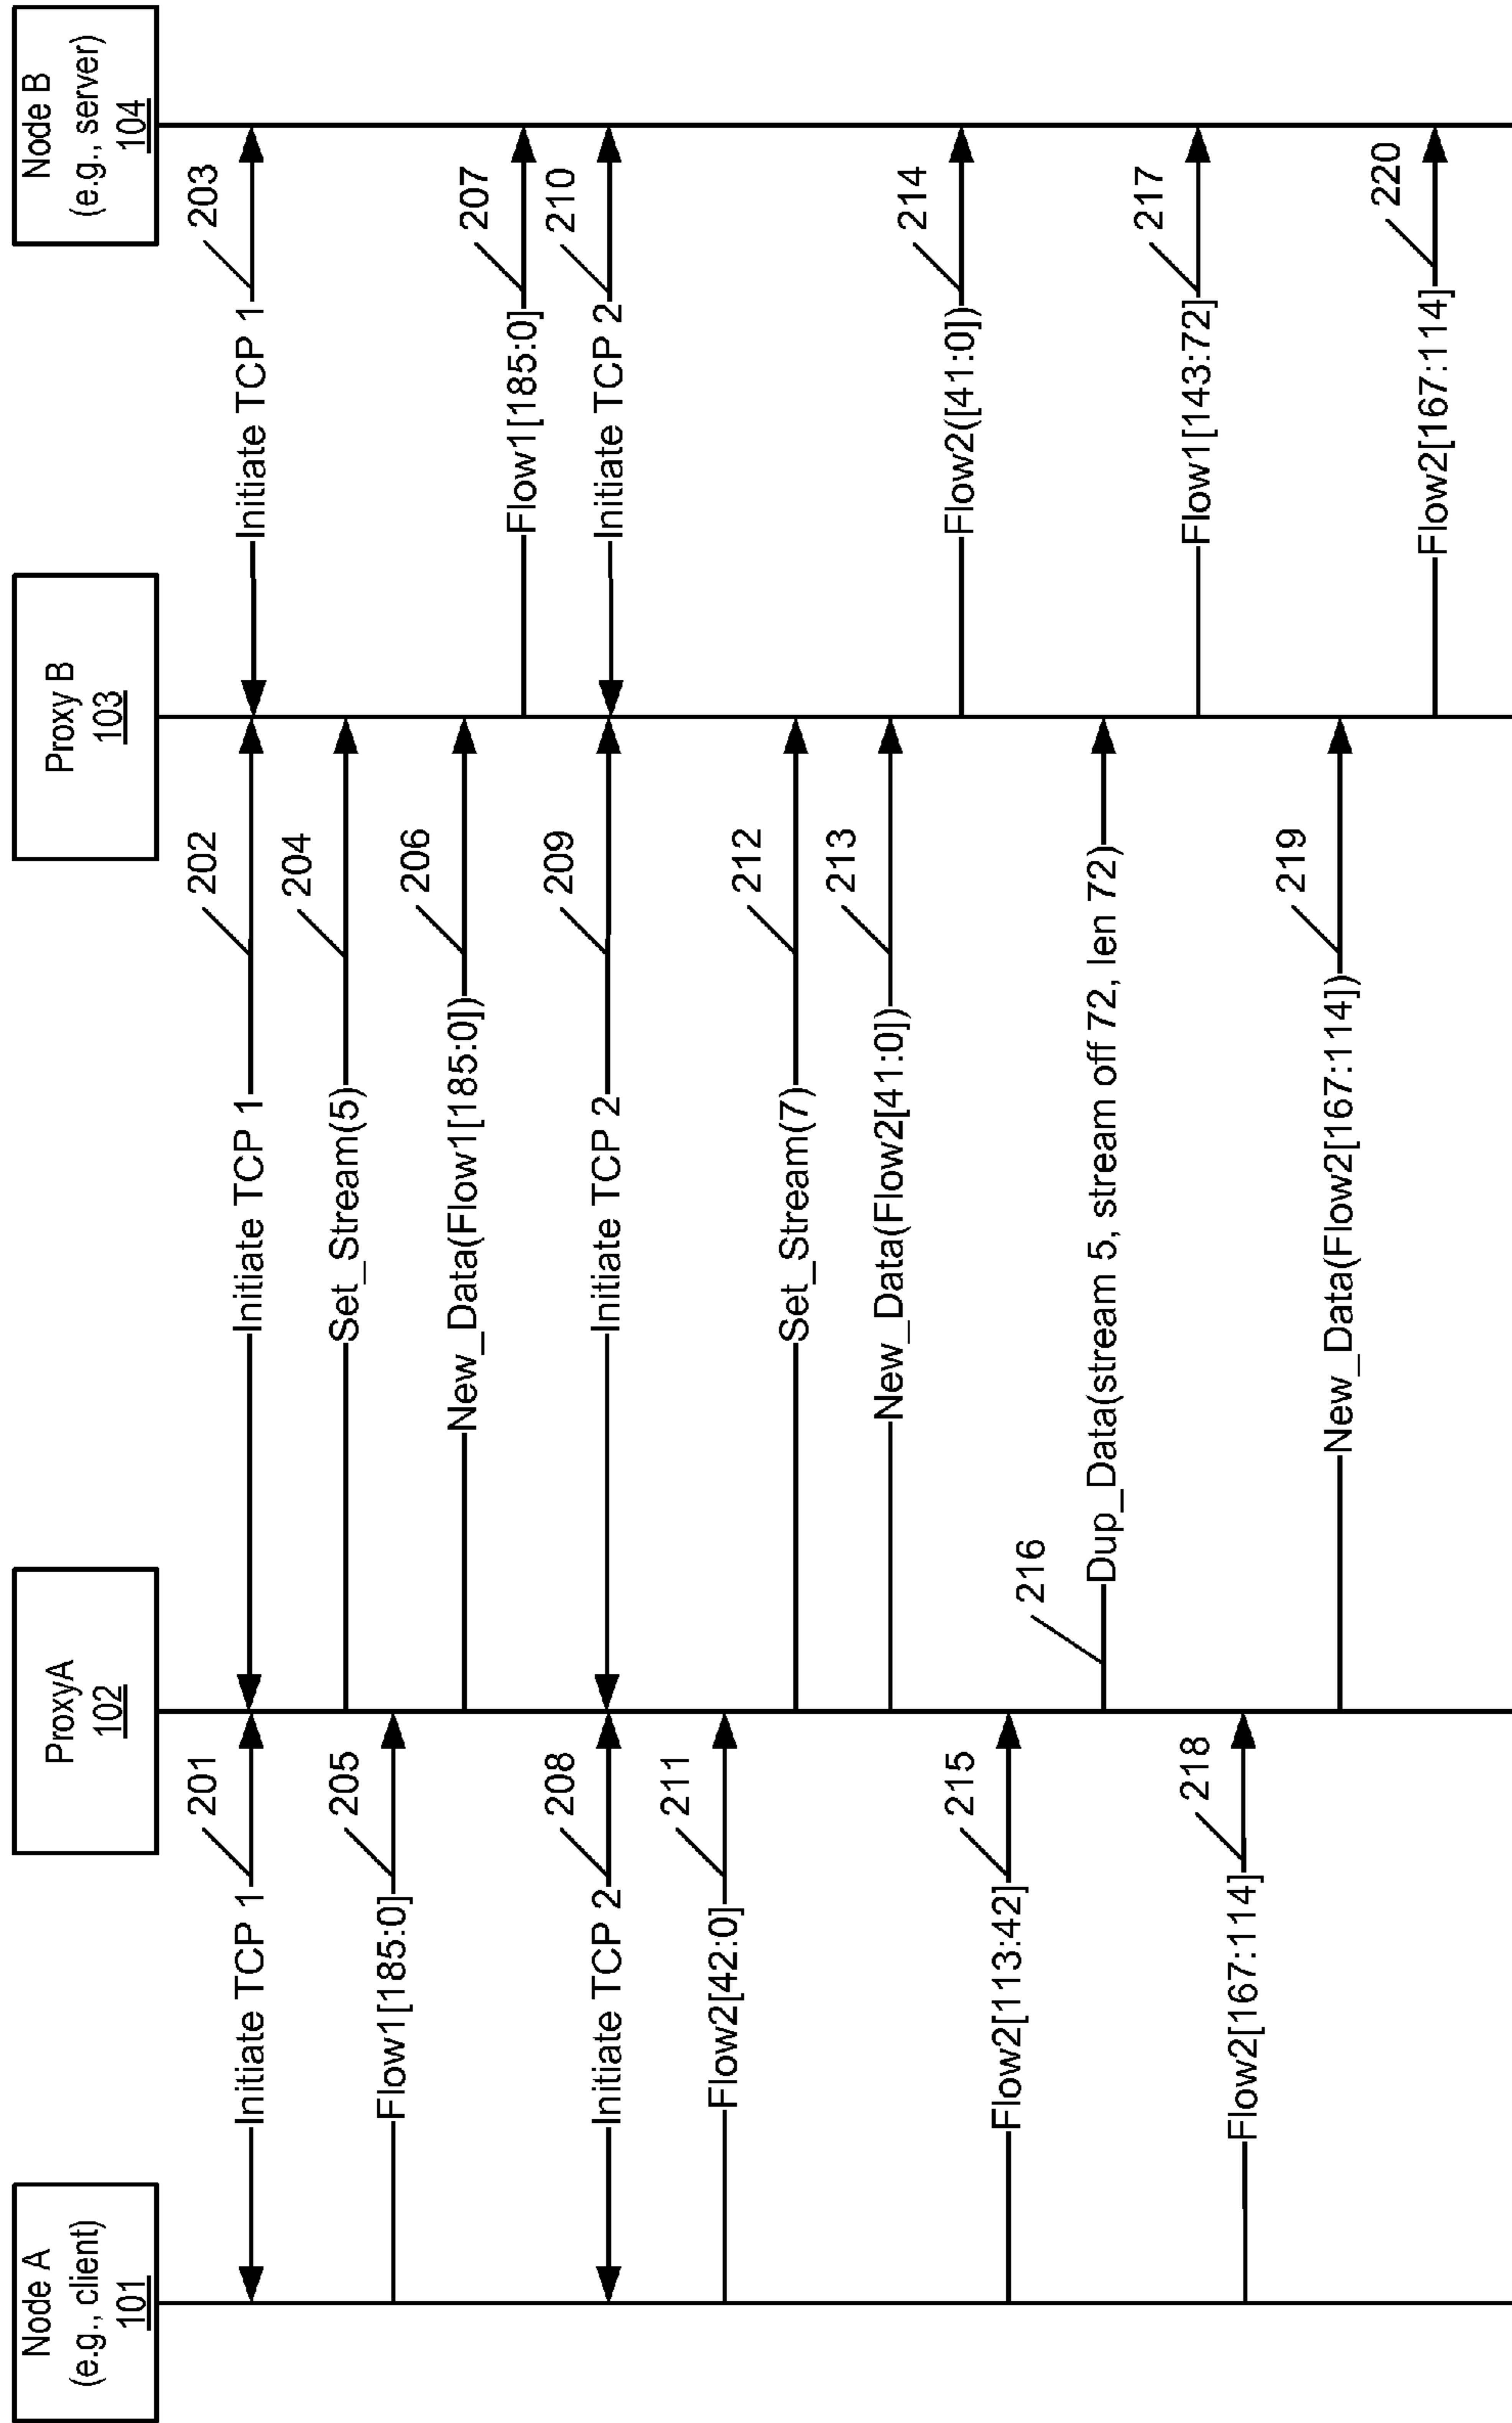 Node A
(e.g., client)
101
ProxyA
102
Proxy B
103
Node B
(e.g., server)
104
Initiate TCP 1
201
Initiate TCP 1
202
Initiate TCP 1
203
Set_Stream(5)
204
Flow1[185:0]
205
New_Data(Flow1[185:0])
206
Flow1[185:0]
207
Initiate TCP 2
208
Initiate TCP 2
209
Initiate TCP 2
210
Flow2[42:0]
211
Set_Stream(7)
212
New_Data(Flow2[41:0])
213
Flow2([41:0])
214
Flow2[113:42]
215
216
Dup_Data(stream 5, stream off 72, len 72)
Flow1[143:72]
217
Flow2[167:114]
218
New_Data(Flow2[167:114])
219
Flow2[167:114]
220